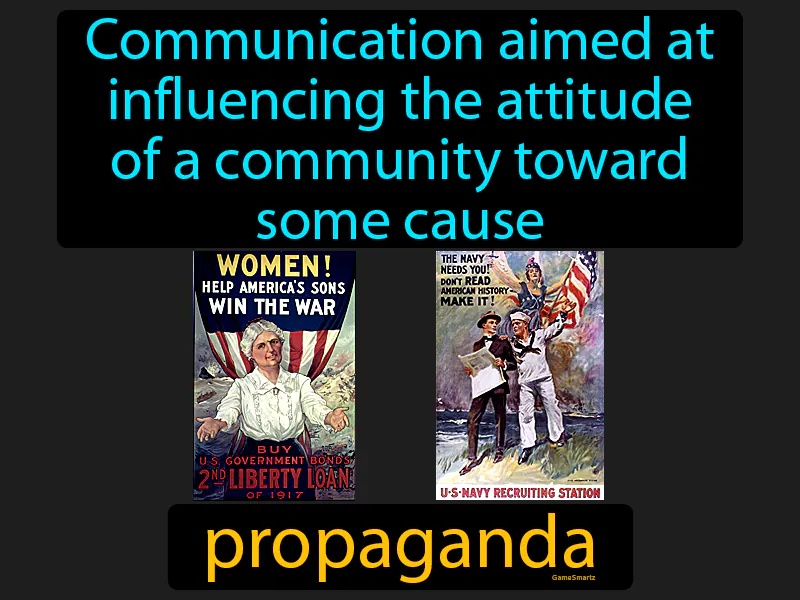 Communication aimed at
influencing the attitude
of a community toward
some cause
WOMEN!
HELP AMERICA'S SONS
WIN THE WAR
BUY
U.S. GOVERNMENT BONDS
2ND LIBERTY LOAN
OF 1917
THE NAVY
NEEDS YOU!
DON'T READ
AMERICAN HISTORY-
MAKE IT!
U·S·NAVY RECRUITING STATION
propaganda
GameSmartz